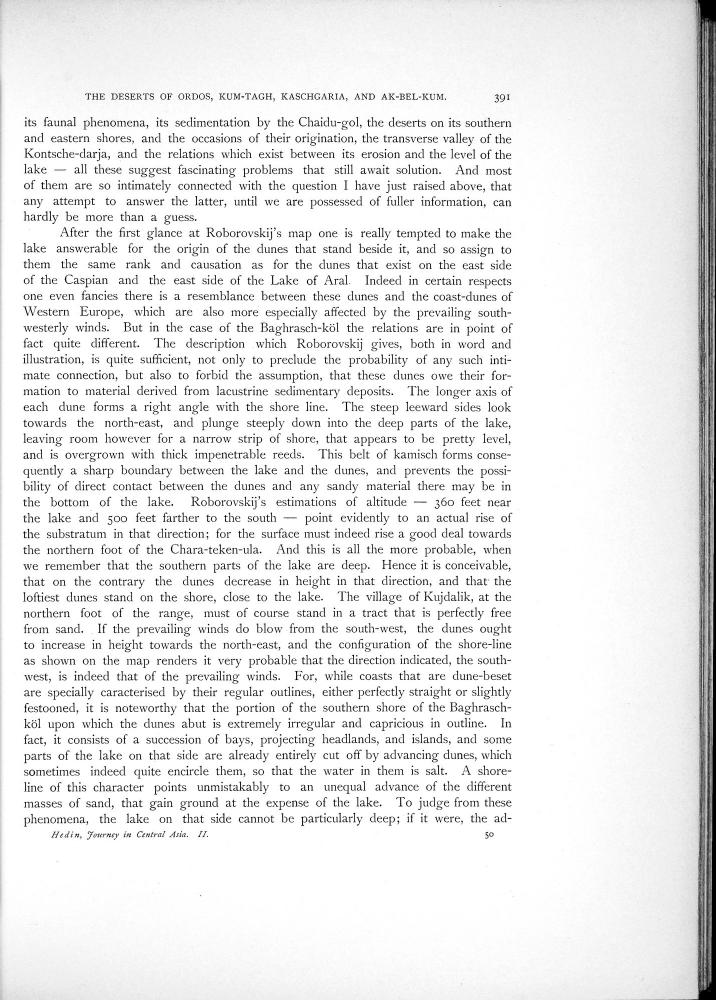 THE DESERTS OF ORDOS, KUM-TAGH, KASCHGARIA, AND AK-BEL-KUM. 391
its faunal phenomena, its sedimentation by the Chaidu-gol, the deserts on its southern
and eastern shores, and the occasions of their origination, the transverse valley of the
Kontsche-darja, and the relations which exist between its erosion and the level of the
lake — all these suggest fascinating problems that still await solution. And most
of them are so intimately connected with the question I have just raised above, that
any attempt to answer the latter, until we are possessed of fuller information, can
hardly be more than a guess.
After the first glance at Roborovskij's map one is really tempted to make the
lake answerable for the origin of the dunes that stand beside it, and so assign to
them the same rank and causation as for the dunes that exist on the east side
of the Caspian and the east side of the Lake of Aral. Indeed in certain respects
one even fancies there is a resemblance between these dunes and the coast-dunes of
Western Europe, which are also more especially affected by the prevailing south-
westerly winds. But in the case of the Baghrasch-köl the relations are in point of
fact quite different. The description which Roborovskij gives, both in word and
illustration, is quite sufficient, not only to preclude the probability of any such inti-
mate connection, but also to forbid the assumption, that these dunes owe their for-
mation to material derived from lacustrine sedimentary deposits. The longer axis of
each dune forms a right angle with the shore line. The steep leeward sides look
towards the north-east, and plunge steeply down into the deep parts of the lake,
leaving room however for a narrow strip of shore, that appears to be pretty level,
and is overgrown with thick impenetrable reeds. This belt of kamisch forms conse-
quently a sharp boundary between the lake and the dunes, and prevents the possi-
bility of direct contact between the dunes and any sandy material there may be in
the bottom of the lake. Roborovskij's estimations of altitude — 360 feet near
the lake and 500 feet farther to the south — point evidently to an actual rise of
the substratum in that direction; for the surface must indeed rise a good deal towards
the northern foot of the Chara-teken-ula. And this is all the more probable, when
we remember that the southern parts of the lake are deep. Hence it is conceivable,
that on the contrary the dunes decrease in height in that direction, and that the
loftiest dunes stand on the shore, close to the lake. The village of Kujdalik, at the
northern foot of the range, must of course stand in a tract that is perfectly free
from sand. If the prevailing winds do blow from the south-west, the dunes ought
to increase in height towards the north-east, and the configuration of the shore-line
as shown on the map renders it very probable that the direction indicated, the south-
west, is indeed that of the prevailing winds. For, while coasts that are dune-beset
are specially caracterised by their regular outlines, either perfectly straight or slightly
festooned, it is noteworthy that the portion of the southern shore of the Baghrasch-
köl upon which the dunes abut is extremely irregular and capricious in outline. In
fact, it consists of a succession of bays, projecting headlands, and islands, and some
parts of the lake on that side are already entirely cut off by advancing dunes, which
sometimes indeed quite encircle them, so that the water in them is salt. A shore-
line of this character points unmistakably to an unequal advance of the different
masses of sand, that gain ground at the expense of the lake. To judge from these
phenomena, the lake on that side cannot be particularly deep; if it were, the ad-
Hedin, Journey in Central Asia. II. 50